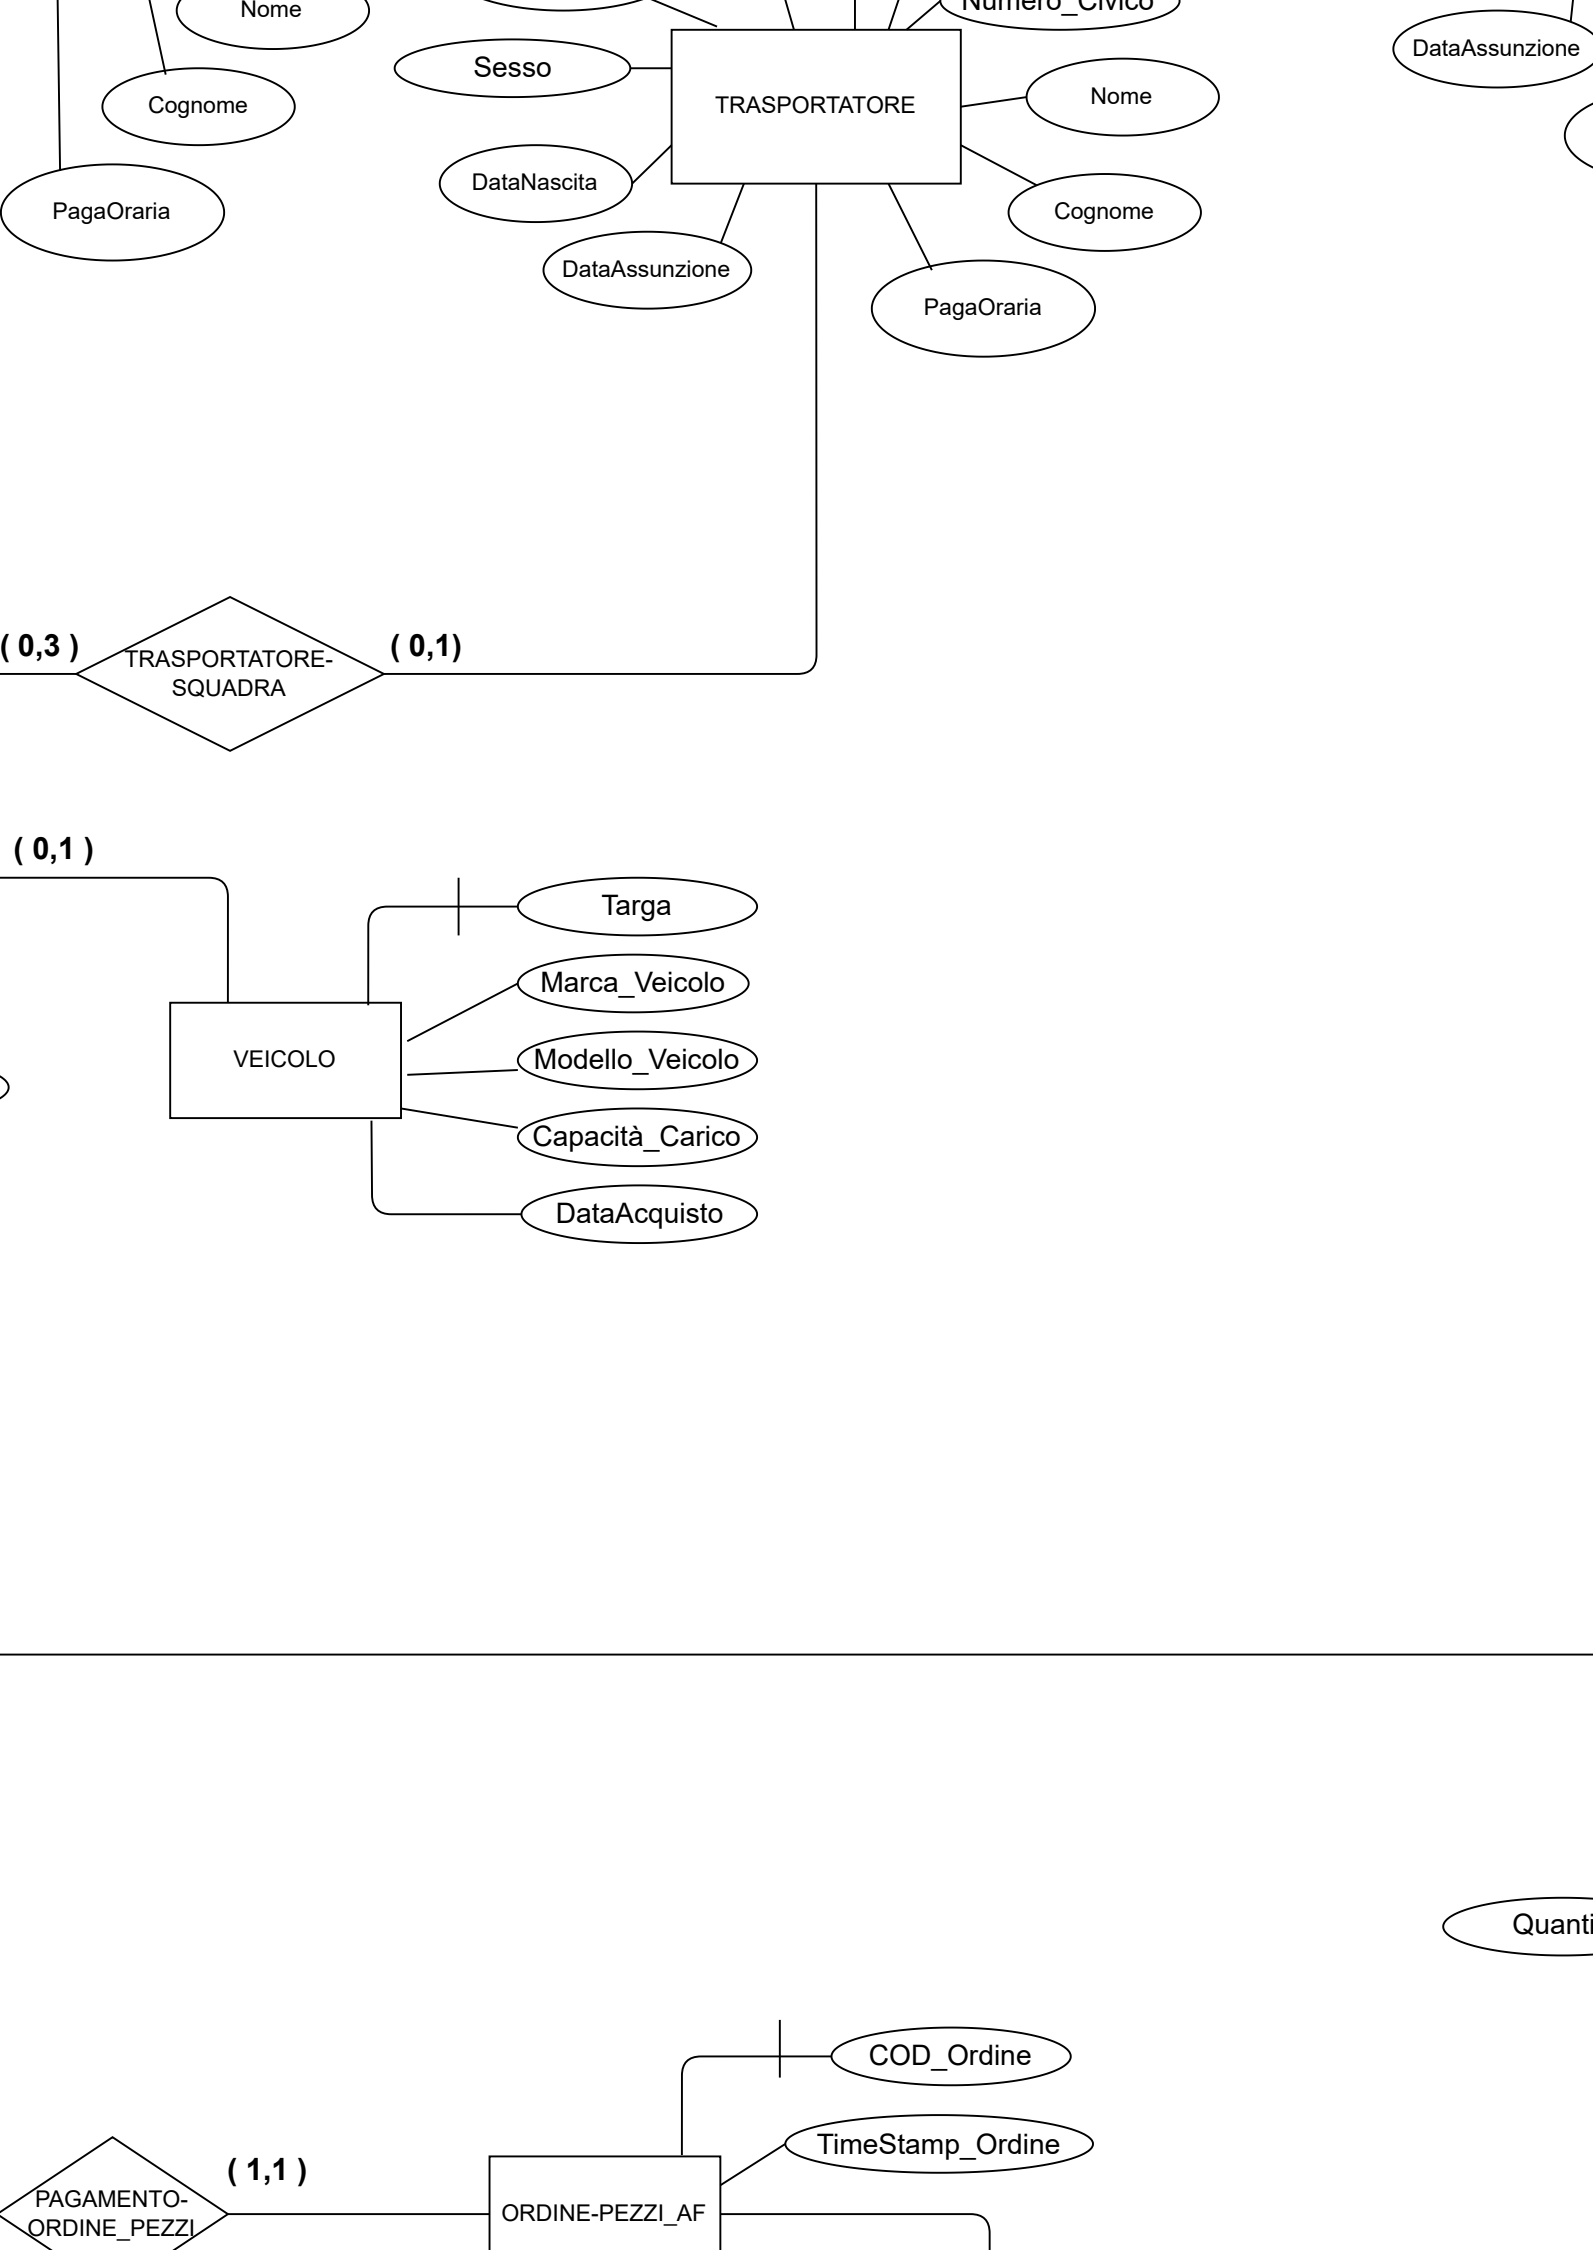 Nome
Numero_Civico
DataAssunzione
Sesso
Cognome
TRASPORTATORE
Nome
DataNascita
PagaOraria
Cognome
DataAssunzione
PagaOraria
( 0,3 )
TRASPORTATORE-
SQUADRA
( 0,1)
( 0,1 )
Targa
Marca_Veicolo
VEICOLO
Modello_Veicolo
Capacità_Carico
DataAcquisto
Quanti
COD_Ordine
TimeStamp_Ordine
( 1,1 )
PAGAMENTO-
ORDINE_PEZZI
ORDINE-PEZZI_AF